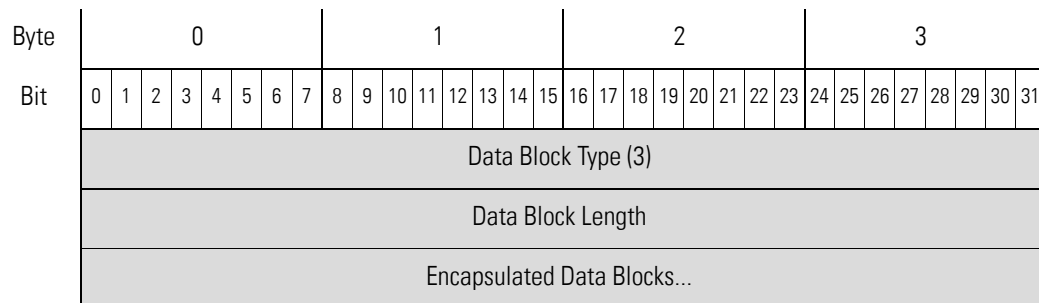 Byte 0 1 2 3
Bit 0 1 2 3 4 5 6 7 8 9 10 11 12 13 14 15 16 17 18 19 20 21 22 23 24 25 26 27 28 29 30 31
Data Block Type (3)
Data Block Length
Encapsulated Data Blocks...